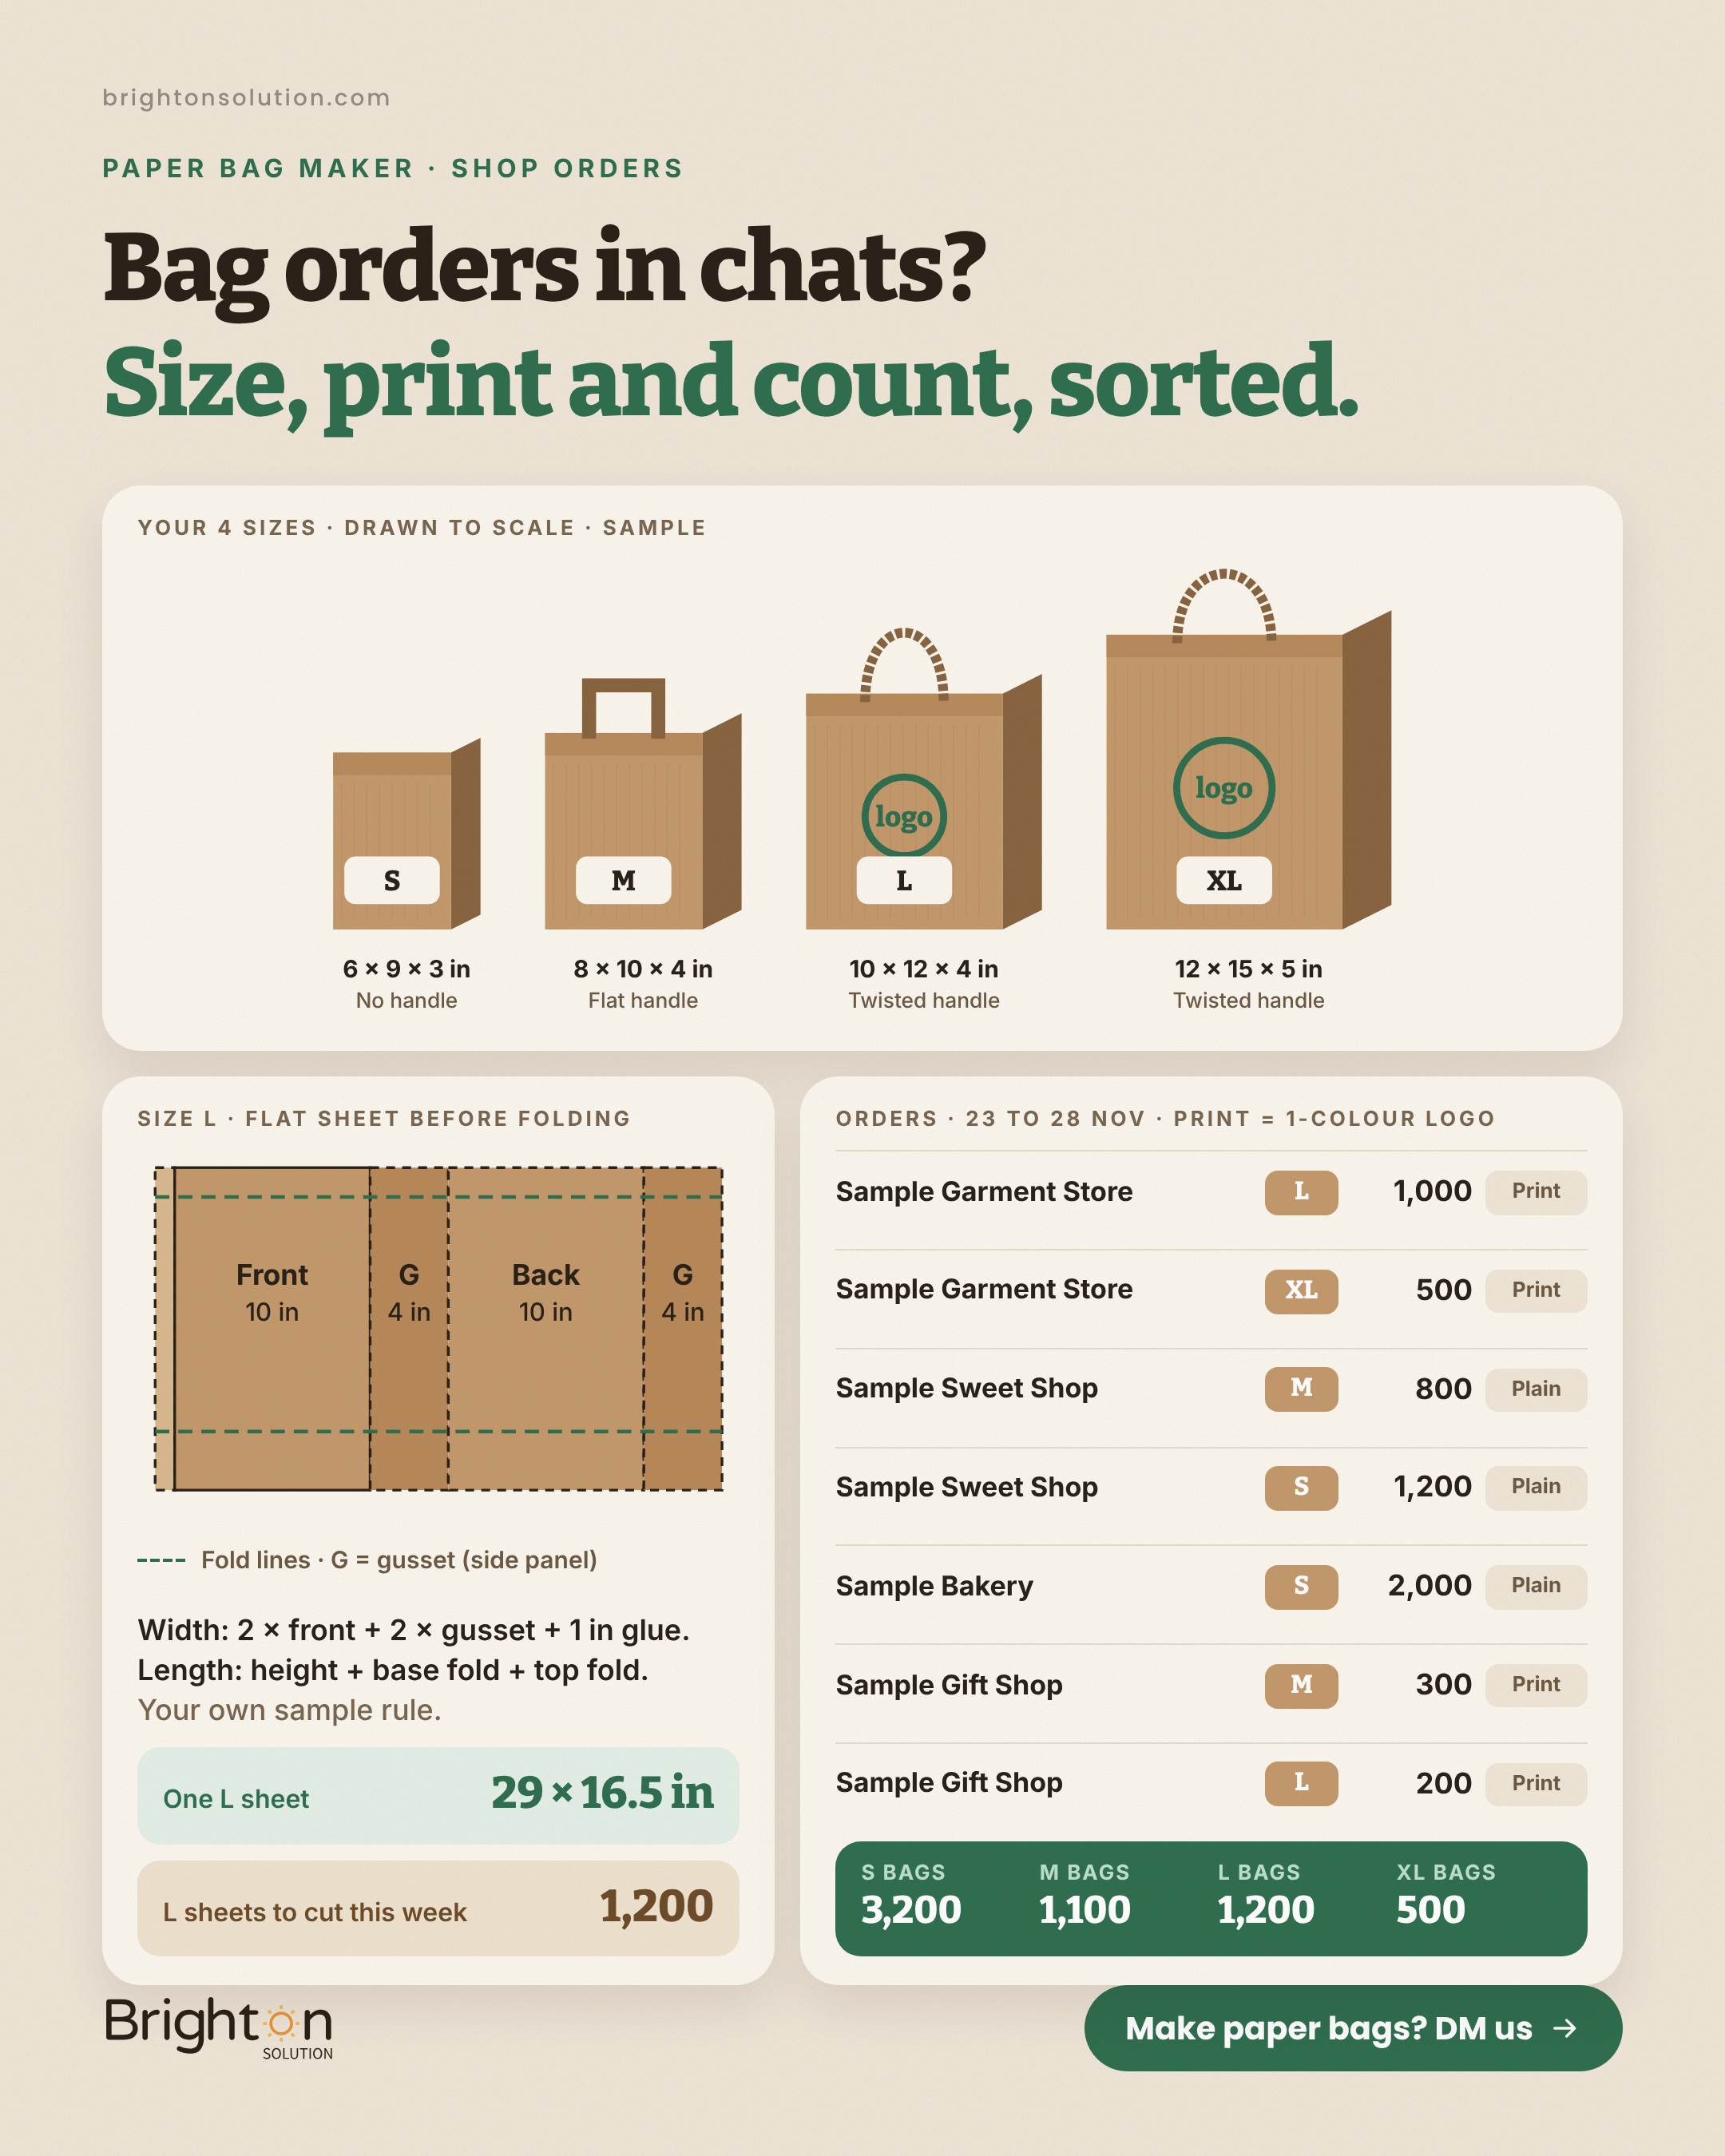 brightonsolution.com
PAPER BAG MAKER · SHOP ORDERS
Bag orders in chats?
Size, print and count, sorted.
YOUR 4 SIZES · DRAWN TO SCALE · SAMPLE
logo
logo
S
M
L
XL
6 × 9 × 3 in
No handle
8 × 10 × 4 in
Flat handle
10 × 12 × 4 in
Twisted handle
12 × 15 × 5 in
Twisted handle
SIZE L · FLAT SHEET BEFORE FOLDING
Front
10 in
G
4 in
Back
10 in
G
4 in
Fold lines · G = gusset (side panel)
Width: 2 × front + 2 × gusset + 1 in glue.
Length: height + base fold + top fold.
Your own sample rule.
One L sheet 29 × 16.5 in
L sheets to cut this week 1,200
ORDERS · 23 TO 28 NOV · PRINT = 1-COLOUR LOGO
Sample Garment Store L 1,000 Print
Sample Garment Store XL 500 Print
Sample Sweet Shop M 800 Plain
Sample Sweet Shop S 1,200 Plain
Sample Bakery S 2,000 Plain
Sample Gift Shop M 300 Print
Sample Gift Shop L 200 Print
S BAGS M BAGS L BAGS XL BAGS
3,200 1,100 1,200 500
Brighton
SOLUTION
Make paper bags? DM us →